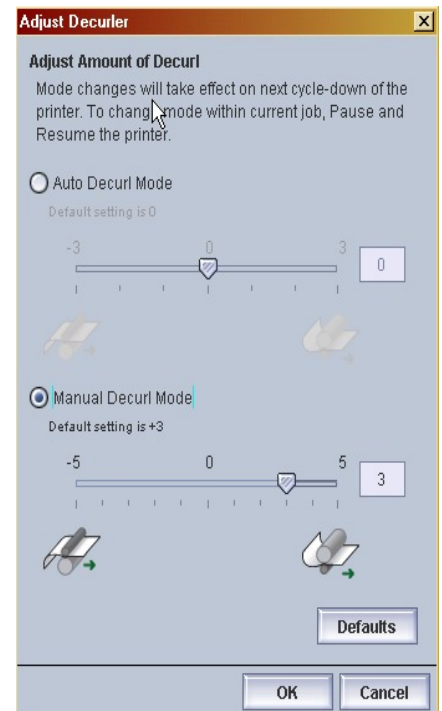 Adjust Decurler
Adjust Amount of Decurl
Mode changes will take effect on next cycle-down of the
printer. To change mode within current job, Pause and
Resume the printer.
Auto Decurl Mode
Default setting is 0
-3 0 3
0
Manual Decurl Mode
Default setting is +3
-5 0 5
3
Defaults
OK Cancel